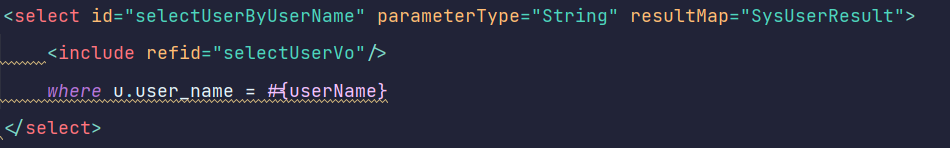 <select id="selectUserByUserName" parameterType="String" resultMap="SysUserResult">
    <include refid="selectUserVo"/>
    where u.user_name = #{userName}
</select>